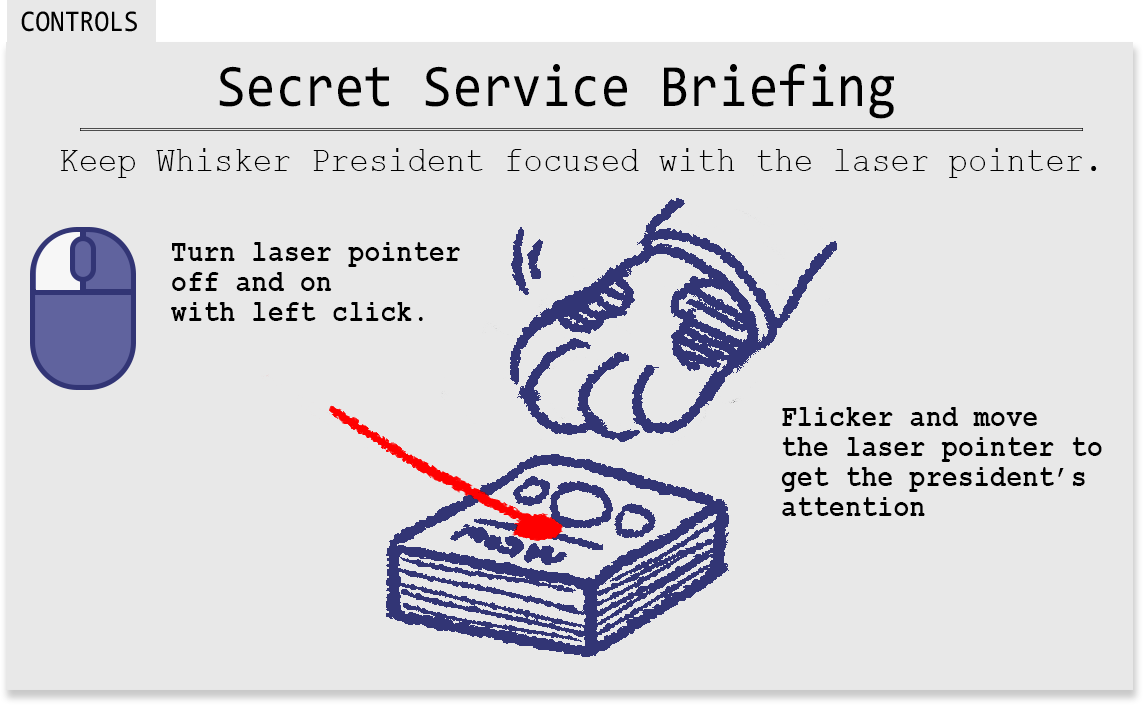 CONTROLS
Secret Service Briefing
Keep Whisker President focused with the laser pointer.
Turn laser pointer
off and on
with left click.
Flicker and move
the laser pointer to
get the president’s
attention